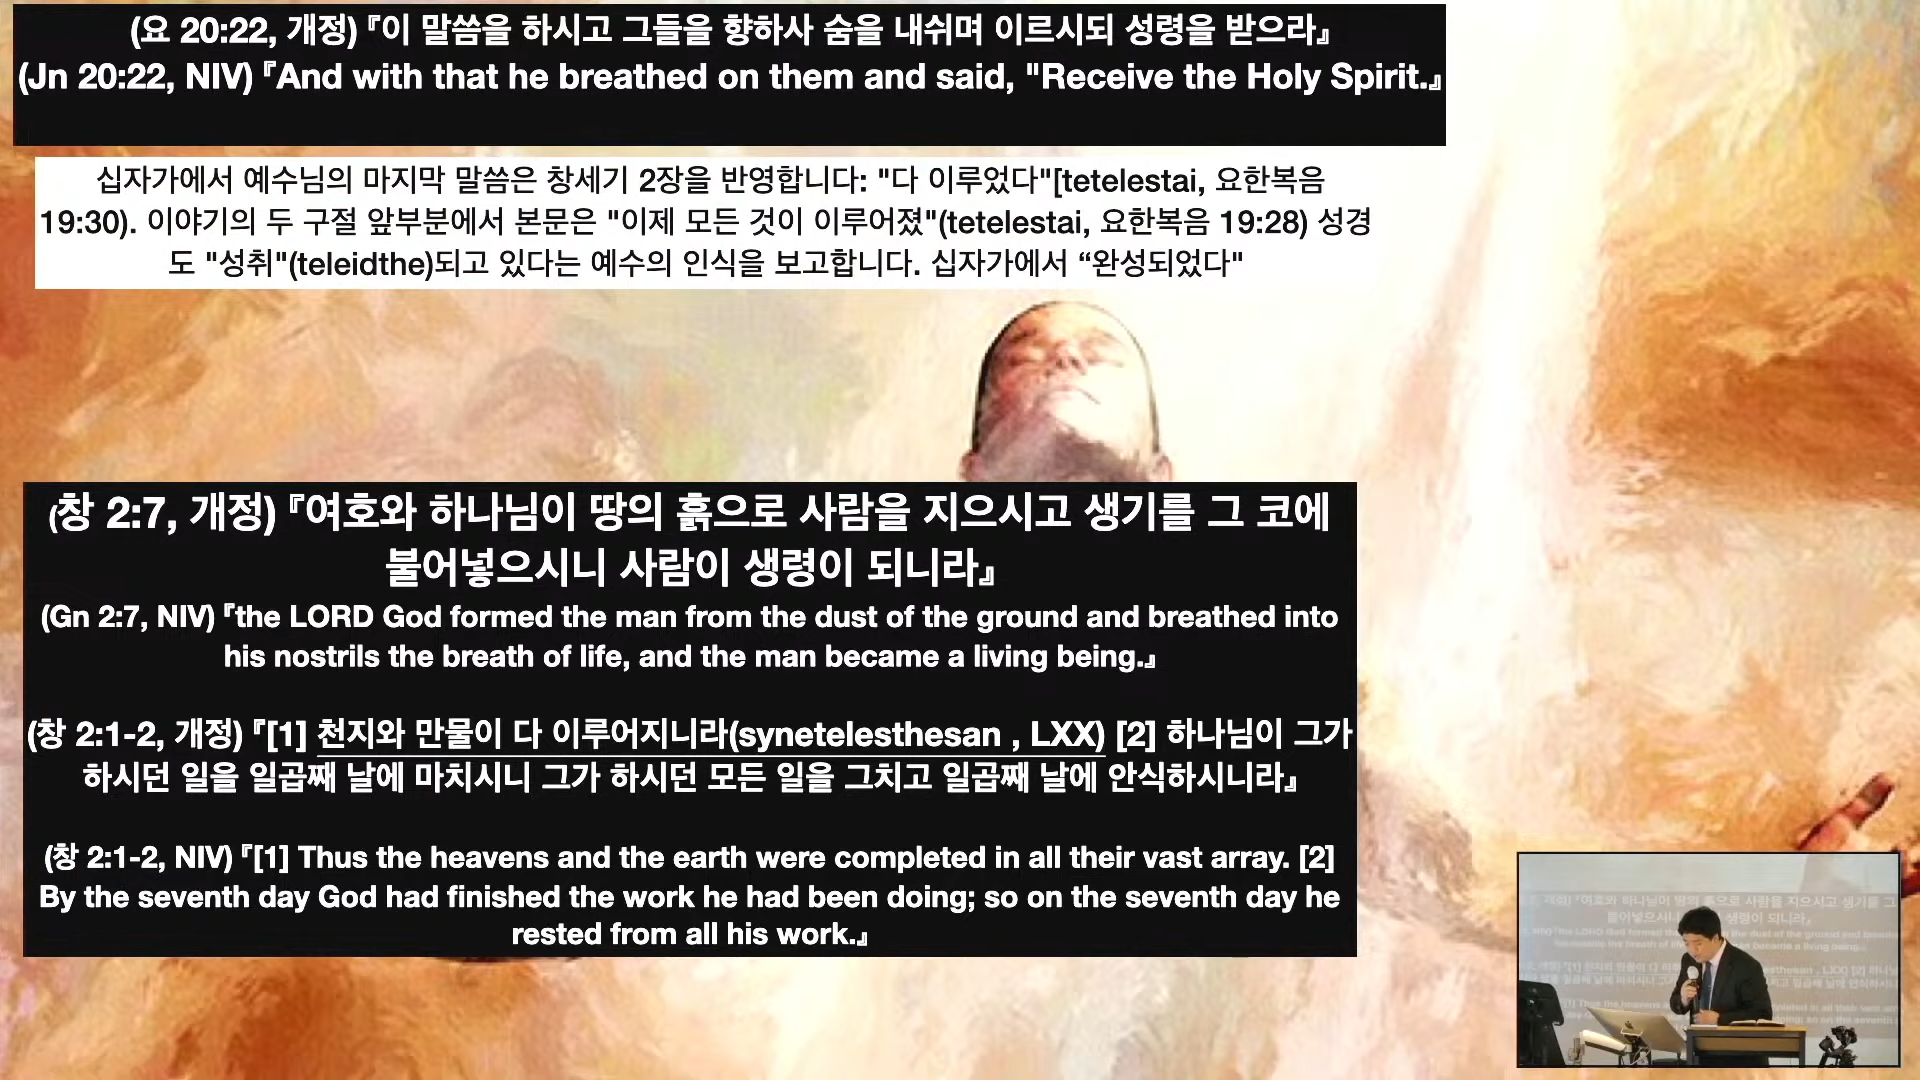 (요 20:22, 개정)『이 말씀을 하시고 그들을 향하사 숨을 내쉬며 이르시되 성령을 받으라』
(Jn 20:22, NIV)『And with that he breathed on them and said, "Receive the Holy Spirit.』
십자가에서 예수님의 마지막 말씀은 창세기 2장을 반영합니다: "다 이루었다"[tetelestai, 요한복음
19:30). 이야기의 두 구절 앞부분에서 본문은 "이제 모든 것이 이루어졌"(tetelestai, 요한복음 19:28) 성경
도 "성취"(teleidthe)되고 있다는 예수의 인식을 보고합니다. 십자가에서 “완성되었다"
(창 2:7, 개정)『여호와 하나님이 땅의 흙으로 사람을 지으시고 생기를 그 코에
불어넣으시니 사람이 생령이 되니라』
(Gn 2:7, NIV)『the LORD God formed the man from the dust of the ground and breathed into
his nostrils the breath of life, and the man became a living being.』
(창 2:1-2, 개정)『[1] 천지와 만물이 다 이루어지니라(synetelesthesan , LXX) [2] 하나님이 그가
하시던 일을 일곱째 날에 마치시니 그가 하시던 모든 일을 그치고 일곱째 날에 안식하시니라』
(창 2:1-2, NIV)『[1] Thus the heavens and the earth were completed in all their vast array. [2]
By the seventh day God had finished the work he had been doing; so on the seventh day he
rested from all his work.』